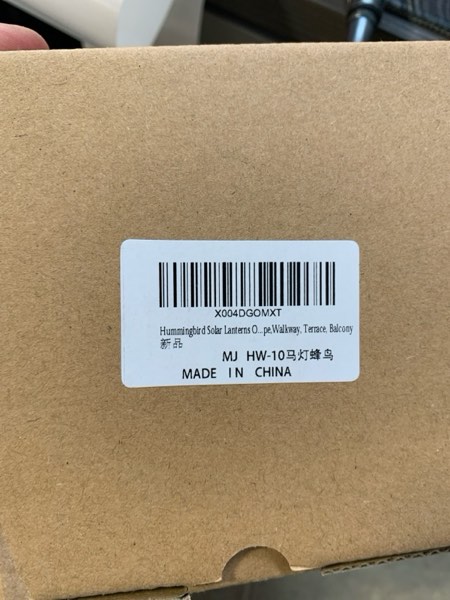 X004DGOMXT
Hummingbird Solar Lanterns O...pe,Walkway, Terrace, Balcony
新品
MJ HW-10马灯蜂鸟
MADE IN CHINA